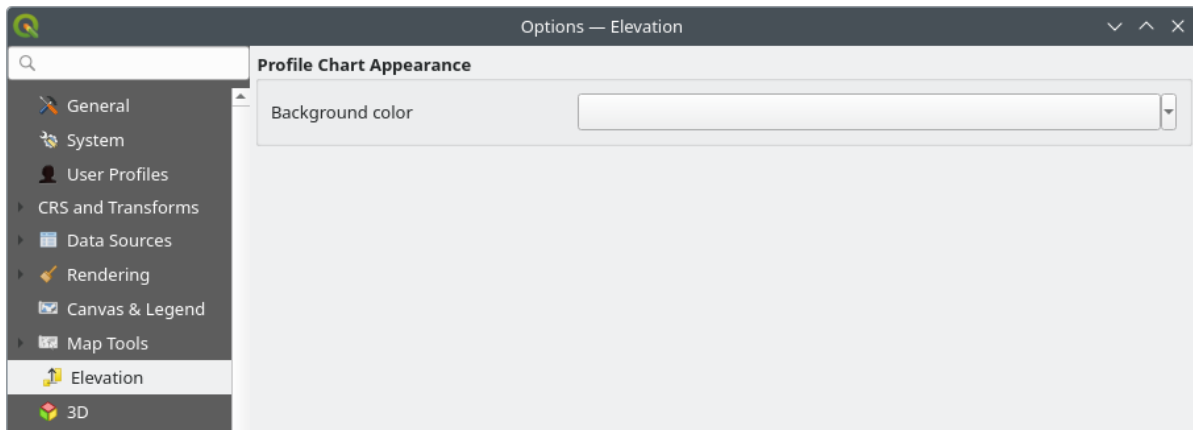 Options — Elevation
Profile Chart Appearance
Background color
General
System
User Profiles
CRS and Transforms
Data Sources
Rendering
Canvas & Legend
Map Tools
Elevation
3D